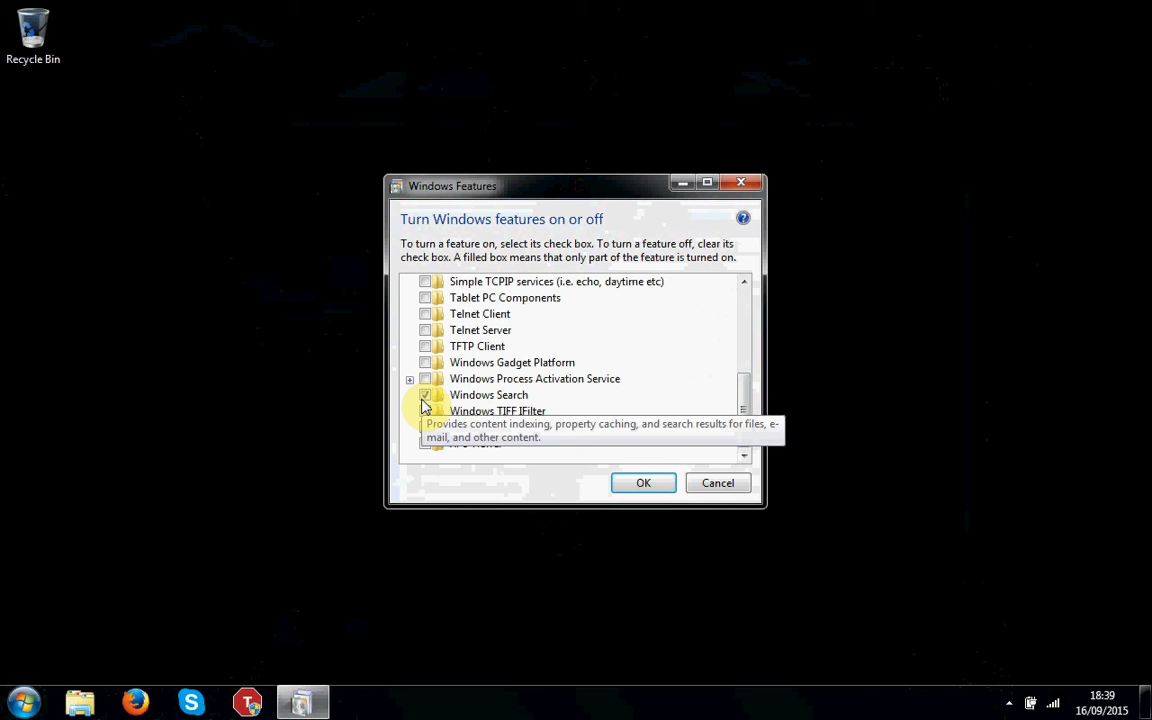 Recycle Bin
Windows Features
Turn Windows features on or off
To turn a feature on, select its check box. To turn a feature off, clear its
check box. A filled box means that only part of the feature is turned on.
Simple TCPIP services (i.e. echo, daytime etc)
Tablet PC Components
Telnet Client
Telnet Server
TFTP Client
Windows Gadget Platform
Windows Process Activation Service
Windows Search
Windows TIFF IFilter
Provides content indexing, property caching, and search results for files, e-
mail, and other content.
OK
Cancel
18:39
16/09/2015